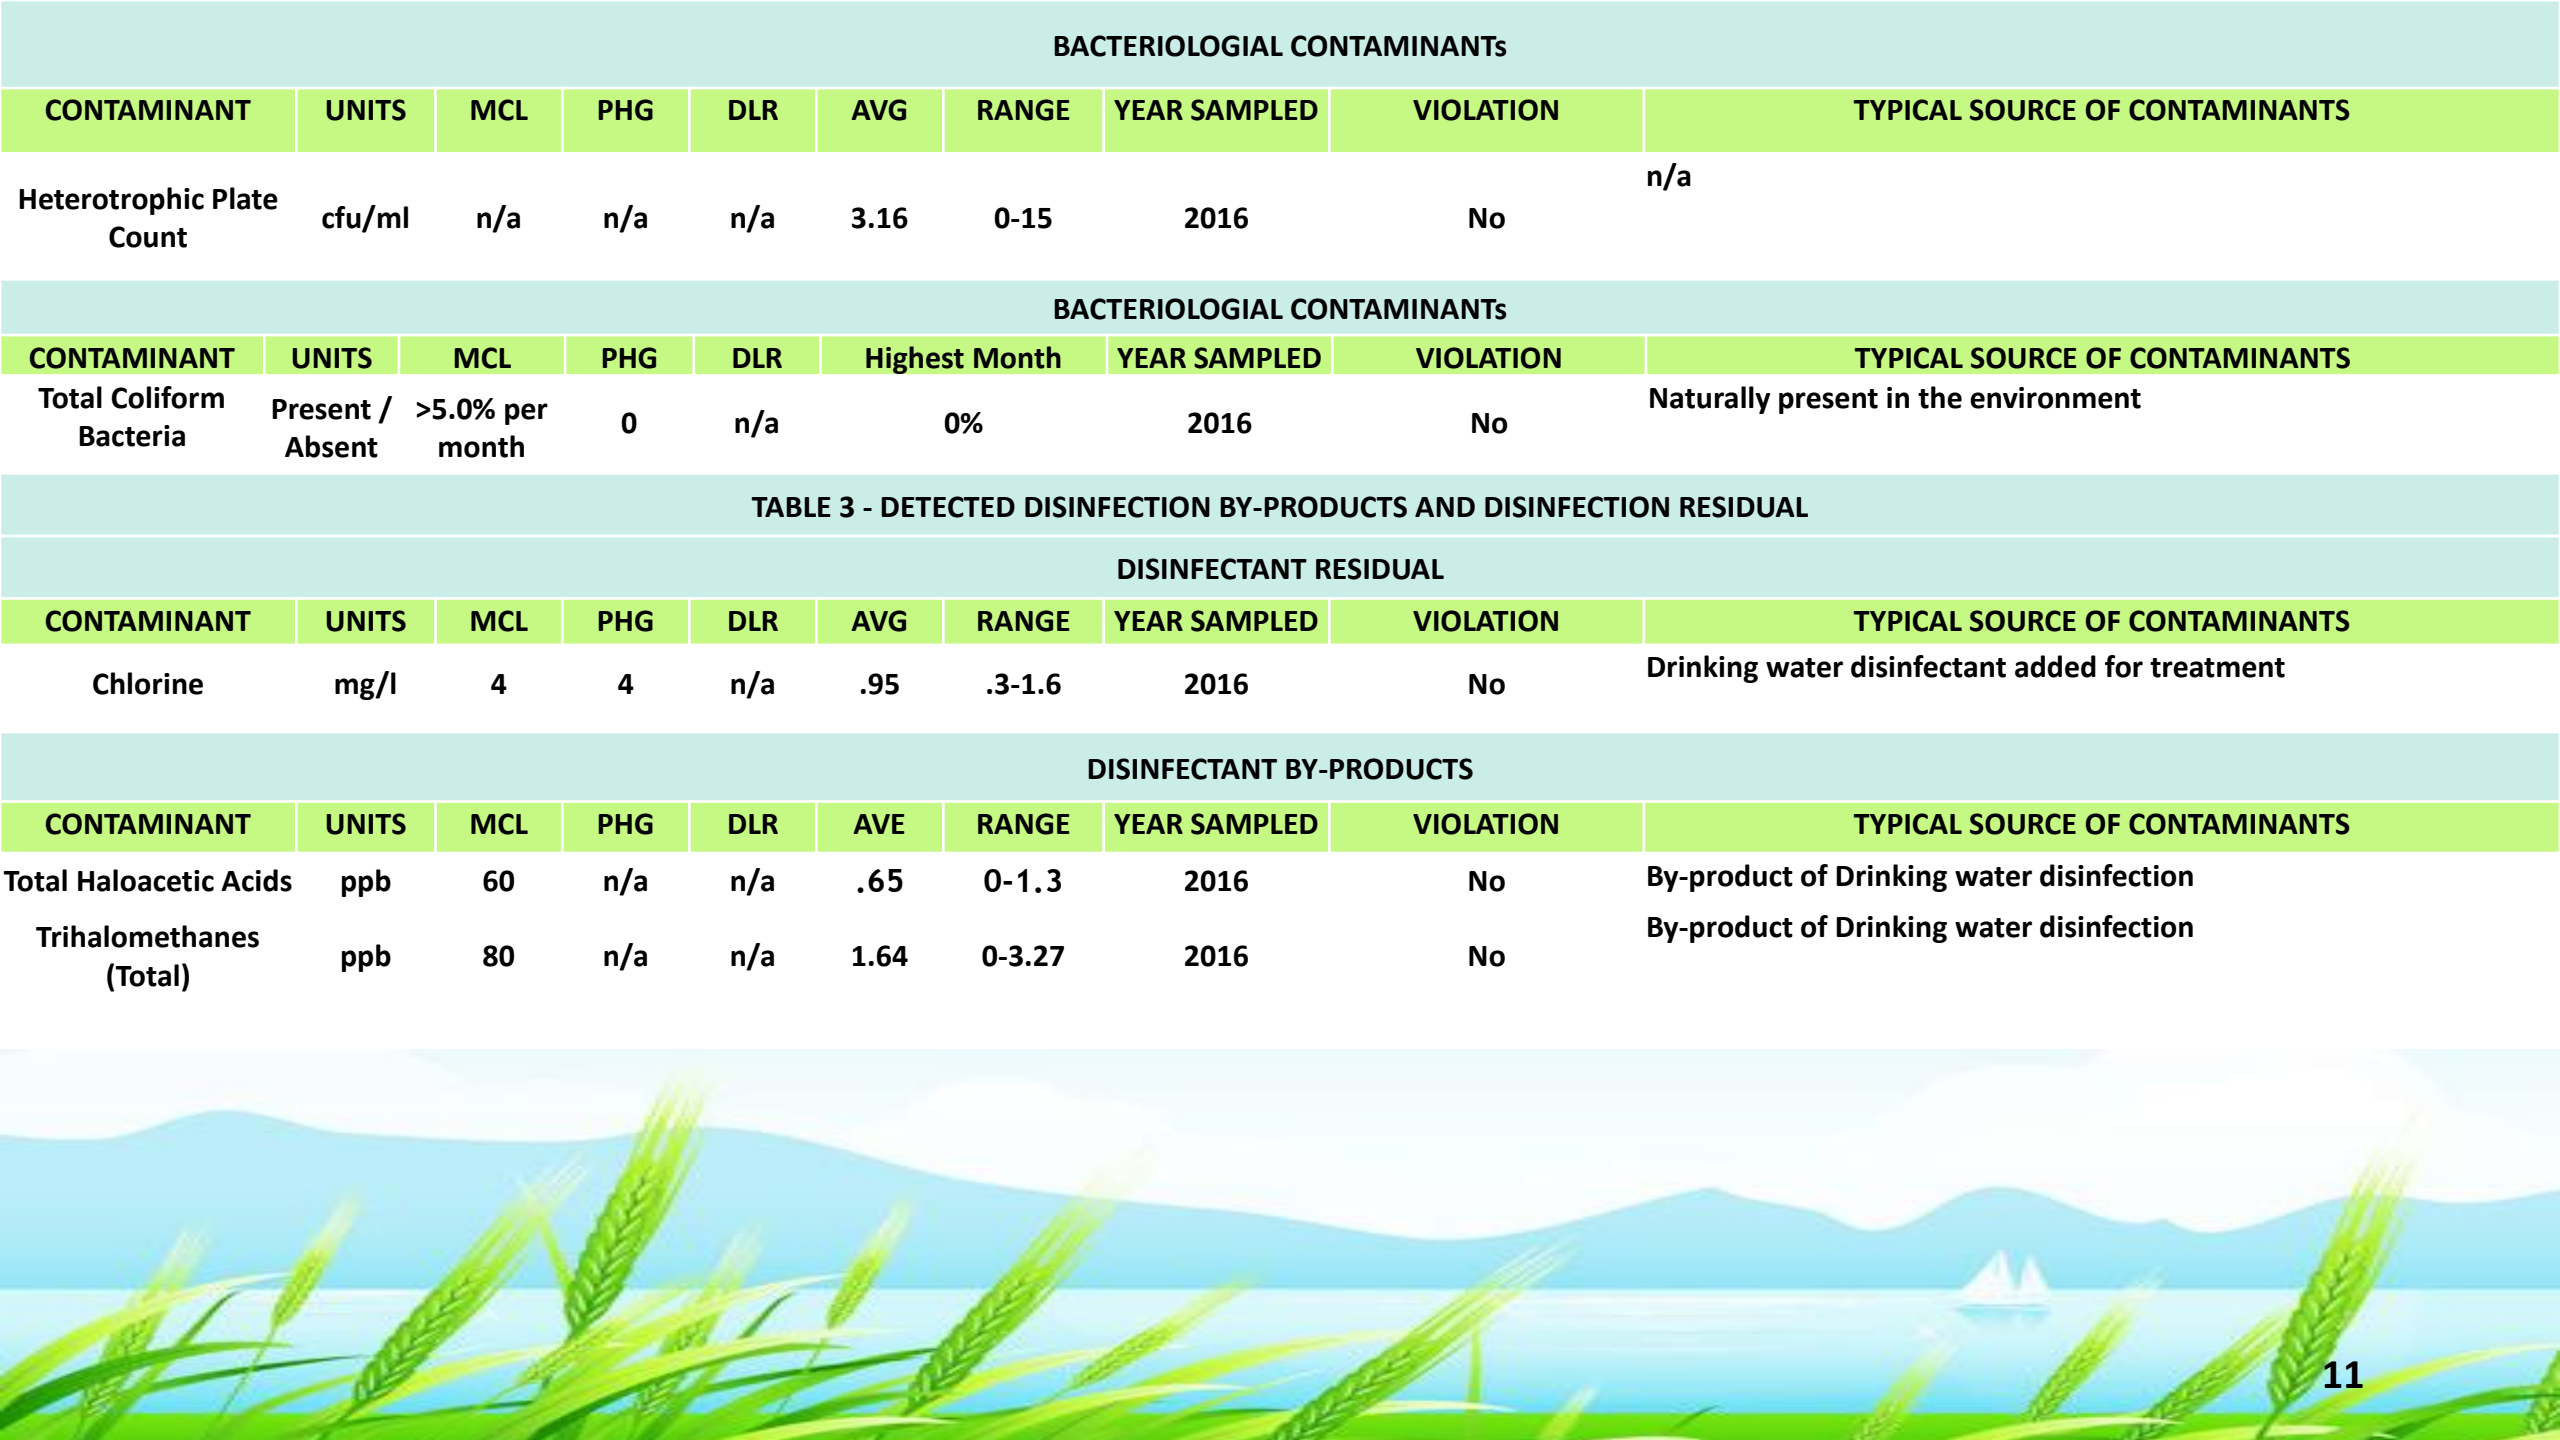 BACTERIOLOGIAL CONTAMINANTs
CONTAMINANT UNITS MCL PHG DLR AVG RANGE YEAR SAMPLED VIOLATION TYPICAL SOURCE OF CONTAMINANTS
Heterotrophic Plate Count cfu/ml n/a n/a n/a 3.16 0-15 2016 No n/a
BACTERIOLOGIAL CONTAMINANTs
CONTAMINANT UNITS MCL PHG DLR Highest Month YEAR SAMPLED VIOLATION TYPICAL SOURCE OF CONTAMINANTS
Total Coliform Bacteria Present / Absent >5.0% per month 0 n/a 0% 2016 No Naturally present in the environment
TABLE 3 - DETECTED DISINFECTION BY-PRODUCTS AND DISINFECTION RESIDUAL
DISINFECTANT RESIDUAL
CONTAMINANT UNITS MCL PHG DLR AVG RANGE YEAR SAMPLED VIOLATION TYPICAL SOURCE OF CONTAMINANTS
Chlorine mg/l 4 4 n/a .95 .3-1.6 2016 No Drinking water disinfectant added for treatment
DISINFECTANT BY-PRODUCTS
CONTAMINANT UNITS MCL PHG DLR AVE RANGE YEAR SAMPLED VIOLATION TYPICAL SOURCE OF CONTAMINANTS
Total Haloacetic Acids ppb 60 n/a n/a .65 0-1.3 2016 No By-product of Drinking water disinfection
Trihalomethanes (Total) ppb 80 n/a n/a 1.64 0-3.27 2016 No By-product of Drinking water disinfection
11